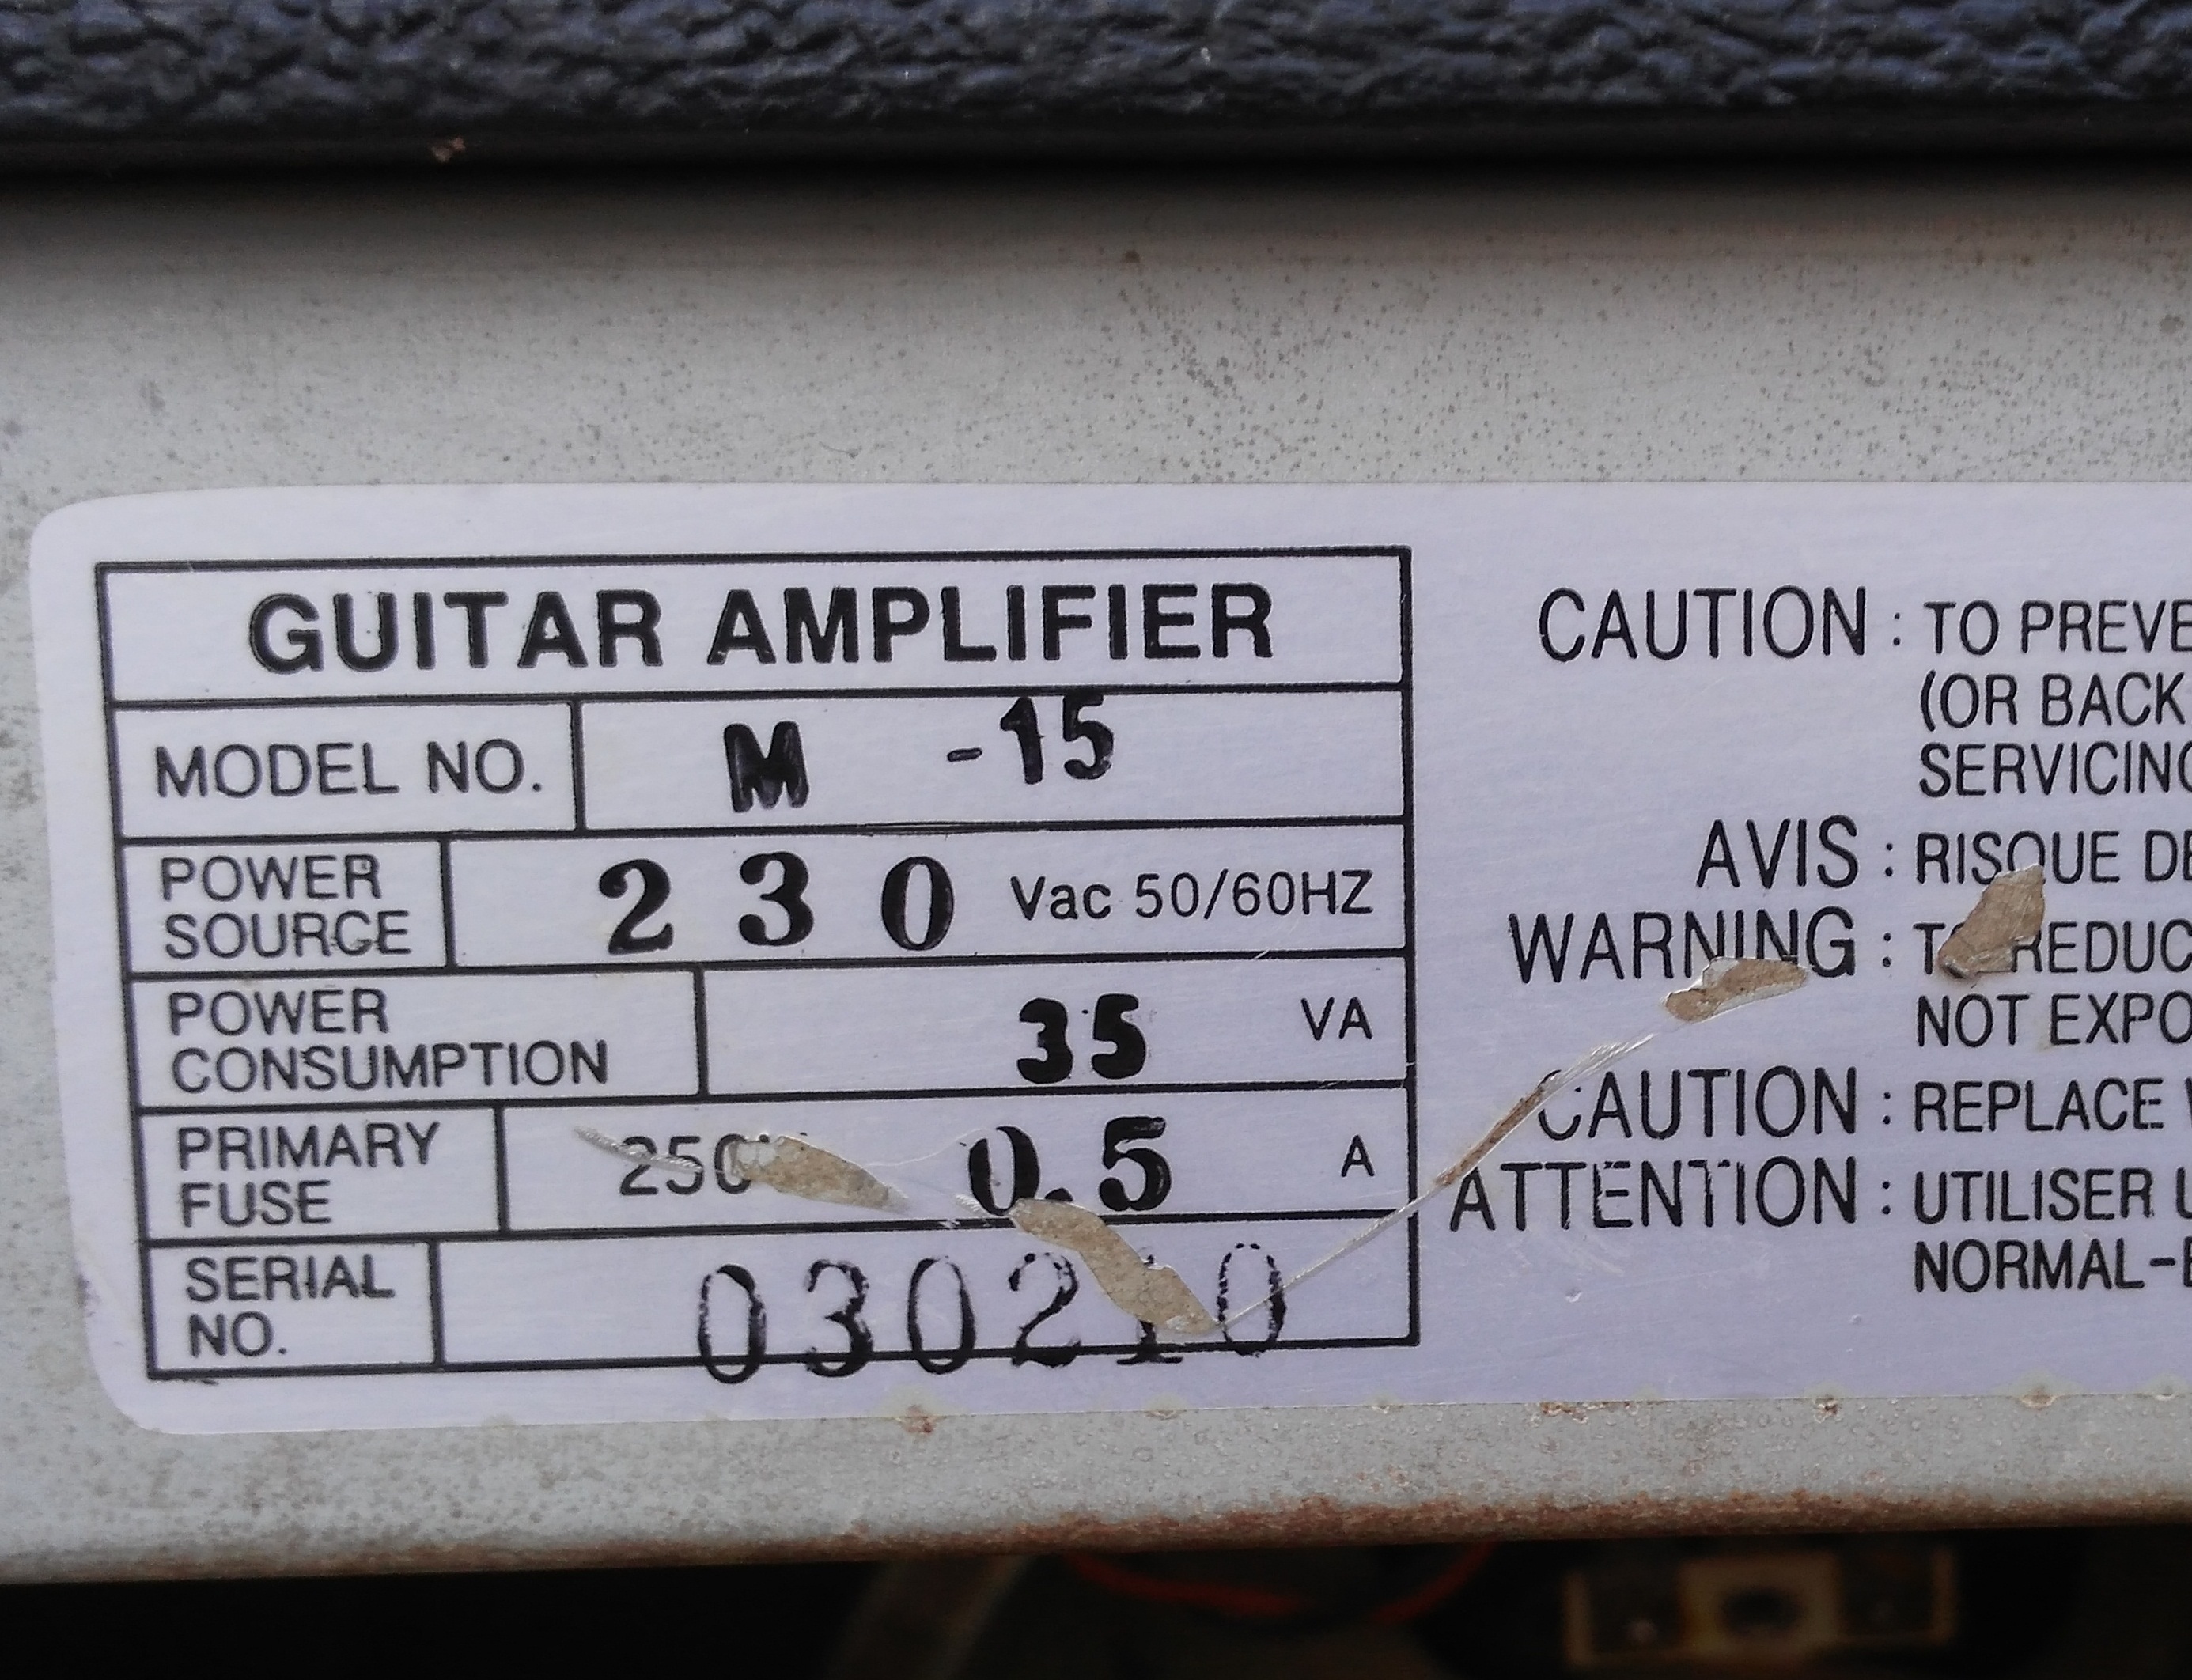 GUITAR AMPLIFIER
MODEL NO. M -15
POWER SOURCE 230 Vac 50/60HZ
POWER CONSUMPTION 35 VA
PRIMARY FUSE 250 0.5 A
SERIAL NO. 030210
CAUTION : TO PREVE
(OR BACK
SERVICING
AVIS : RISQUE DE
WARNING : TO REDUC
NOT EXPO
CAUTION : REPLACE
ATTENTION : UTILISER
NORMAL-